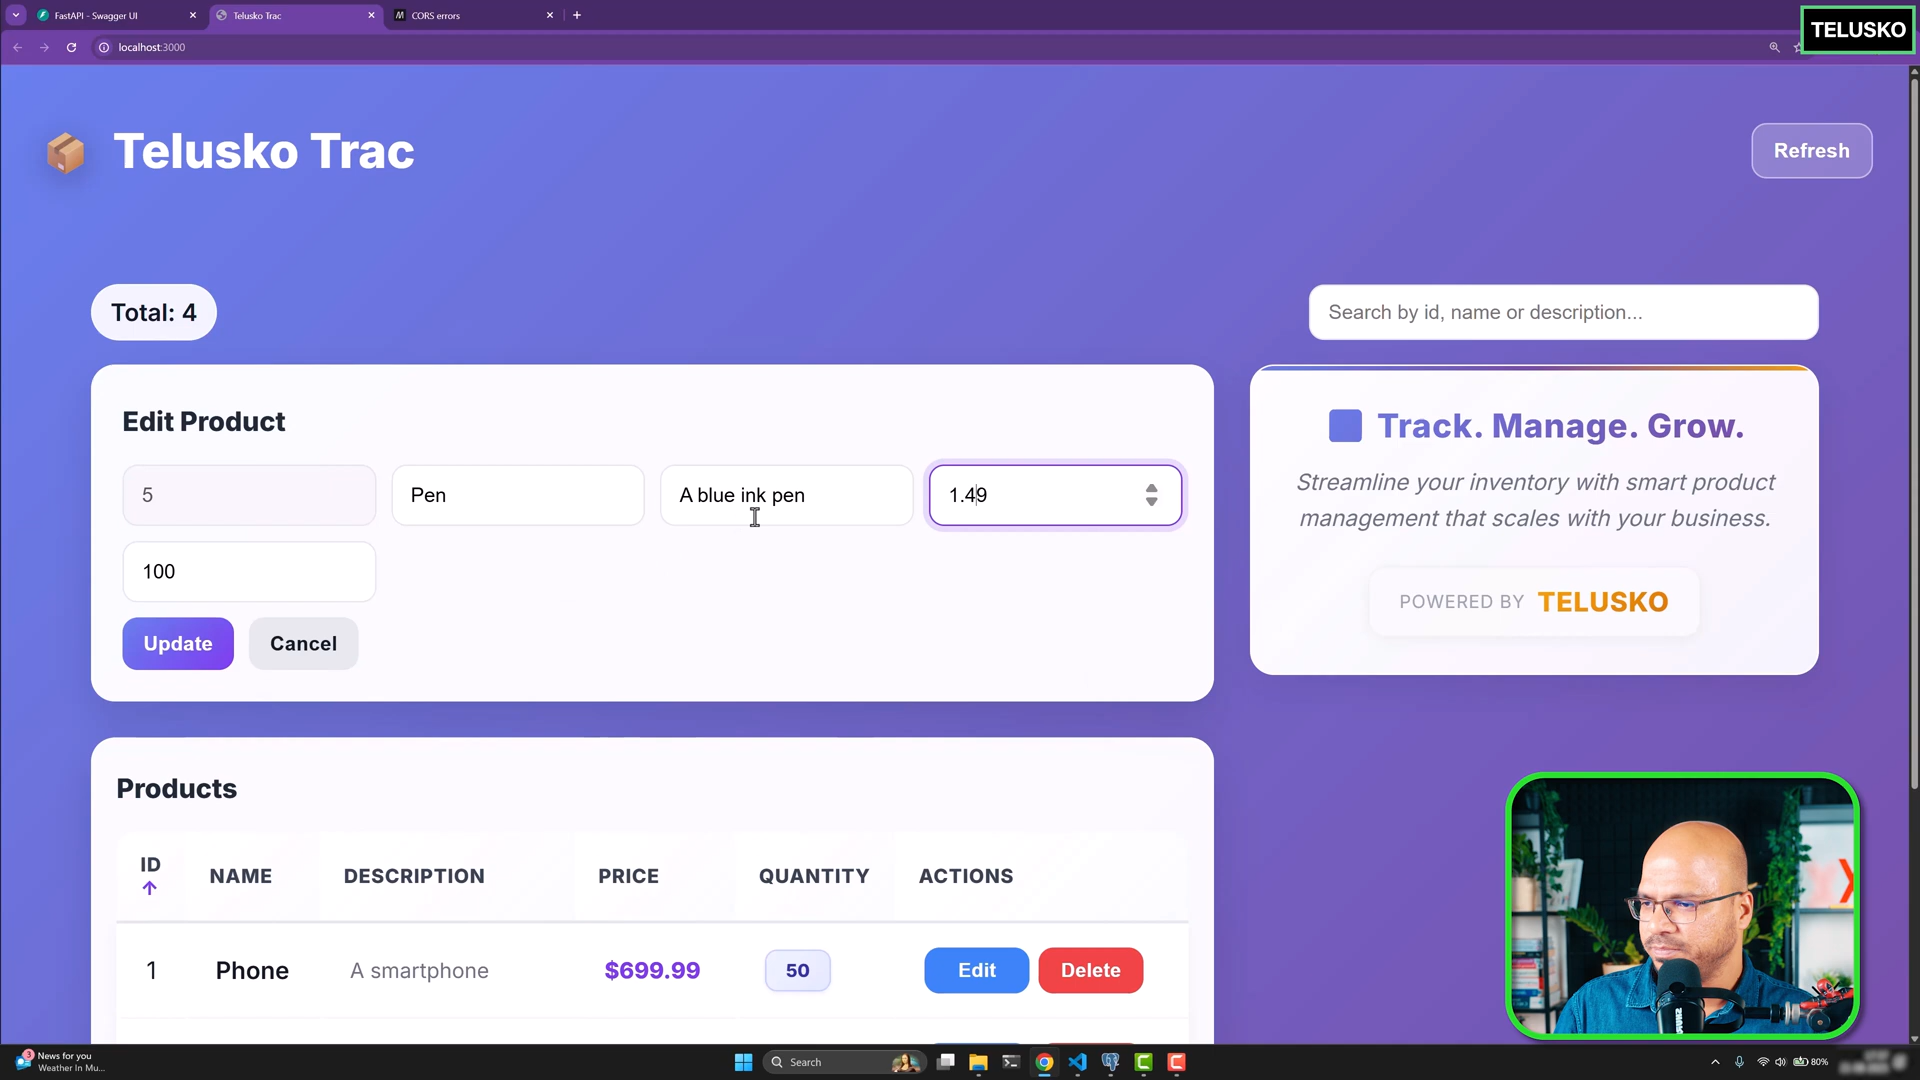 FastAPI - Swagger UI
Telusko Trac
CORS errors
localhost:3000
TELUSKO
Telusko Trac
Refresh
Total: 4
Search by id, name or description...
Edit Product
5
Pen
A blue ink pen
1.49
100
Update
Cancel
Track. Manage. Grow.
Streamline your inventory with smart product
management that scales with your business.
POWERED BY TELUSKO
Products
ID
NAME
DESCRIPTION
PRICE
QUANTITY
ACTIONS
1
Phone
A smartphone
$699.99
50
Edit
Delete
3
News for you
Weather In Mu...
Search
80%